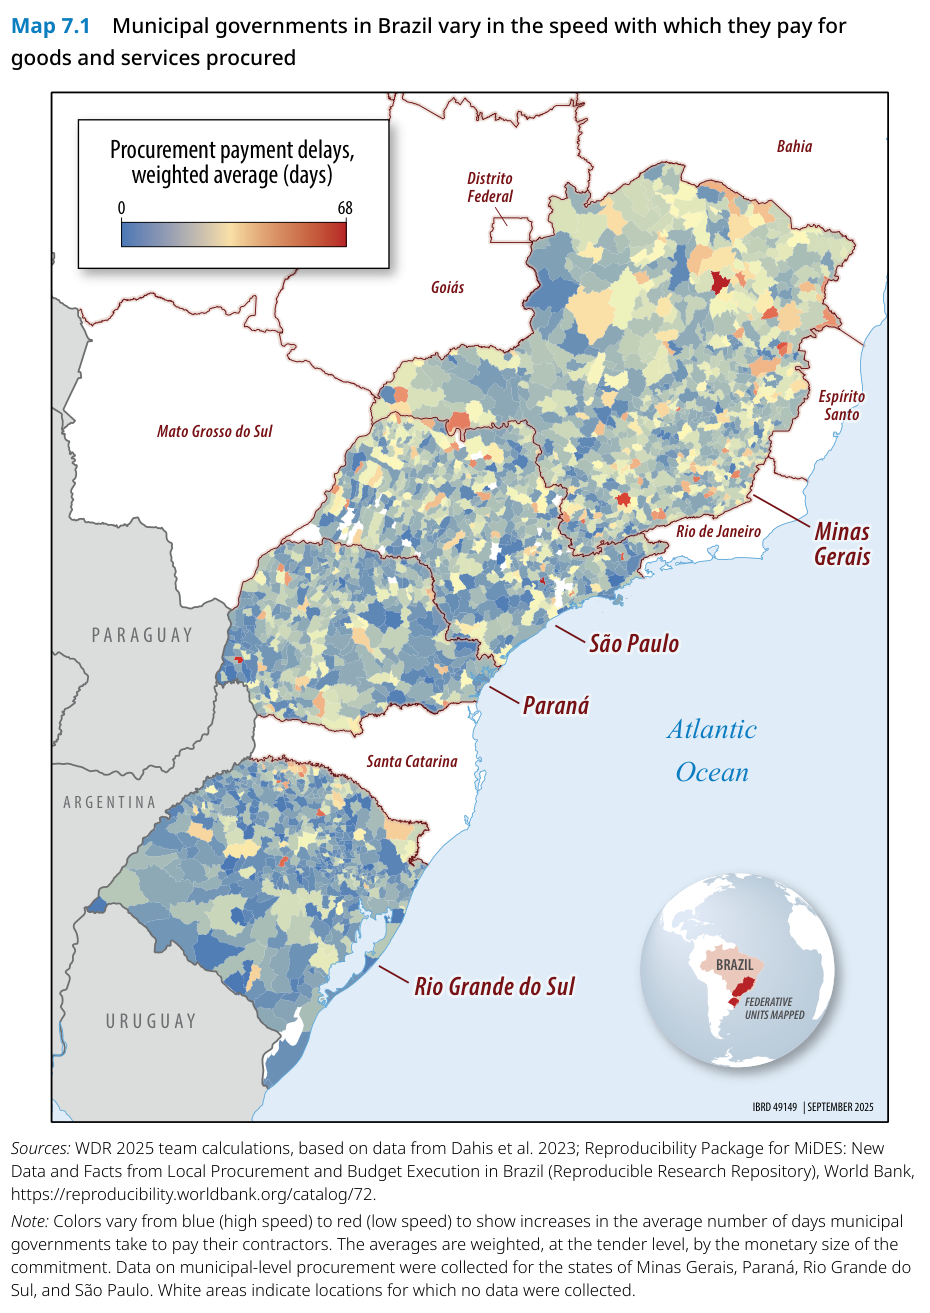 Map 7.1 Municipal governments in Brazil vary in the speed with which they pay for
goods and services procured
Procurement payment delays,
weighted average (days)
0 68
Bahia
Distrito
Federal
Goiás
Mato Grosso do Sul
Espírito
Santo
Rio de Janeiro
Minas
Gerais
PARAGUAY
São Paulo
Paraná
Atlantic
Ocean
Santa Catarina
ARGENTINA
Rio Grande do Sul
URUGUAY
BRAZIL
FEDERATIVE
UNITS MAPPED
IBRD 49149 | SEPTEMBER 2025
Sources: WDR 2025 team calculations, based on data from Dahis et al. 2023; Reproducibility Package for MiDES: New
Data and Facts from Local Procurement and Budget Execution in Brazil (Reproducible Research Repository), World Bank,
https://reproducibility.worldbank.org/catalog/72.
Note: Colors vary from blue (high speed) to red (low speed) to show increases in the average number of days municipal
governments take to pay their contractors. The averages are weighted, at the tender level, by the monetary size of the
commitment. Data on municipal-level procurement were collected for the states of Minas Gerais, Paraná, Rio Grande do
Sul, and São Paulo. White areas indicate locations for which no data were collected.